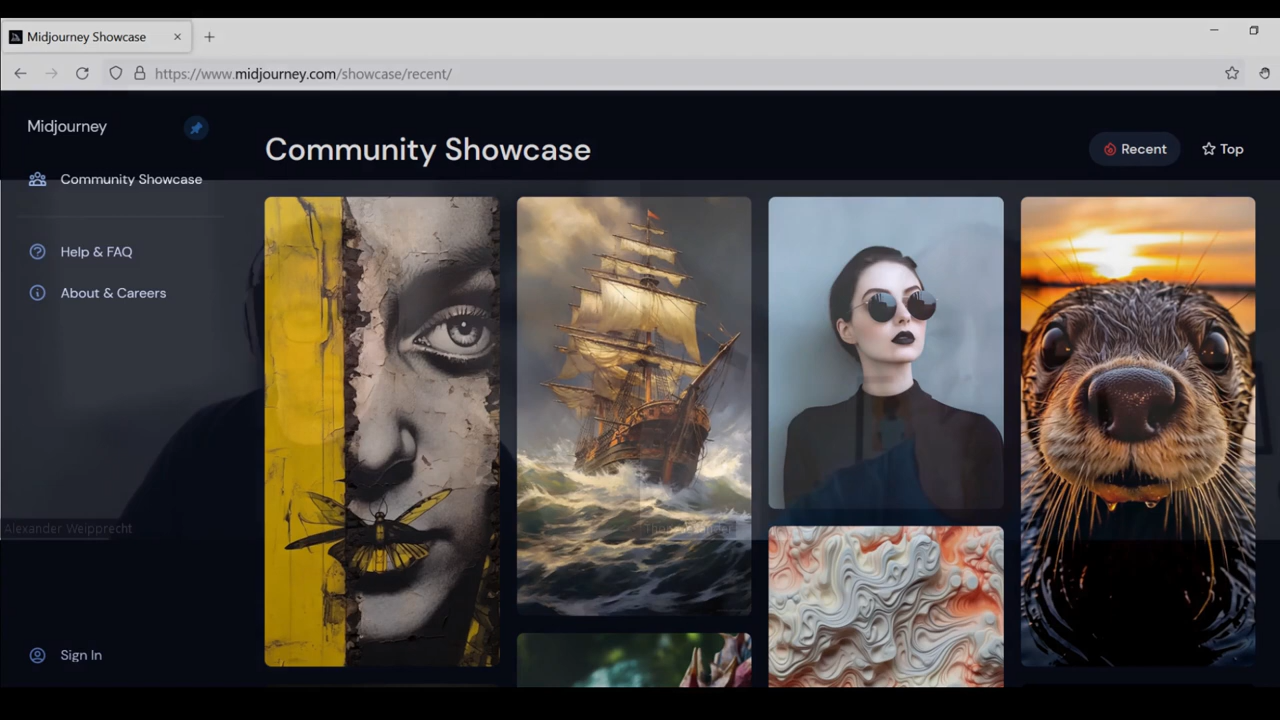 Midjourney Showcase
https://www.midjourney.com/showcase/recent/
Midjourney
Community Showcase
Recent
Top
Community Showcase
Help & FAQ
About & Careers
Alexander Weipprecht
Sign In